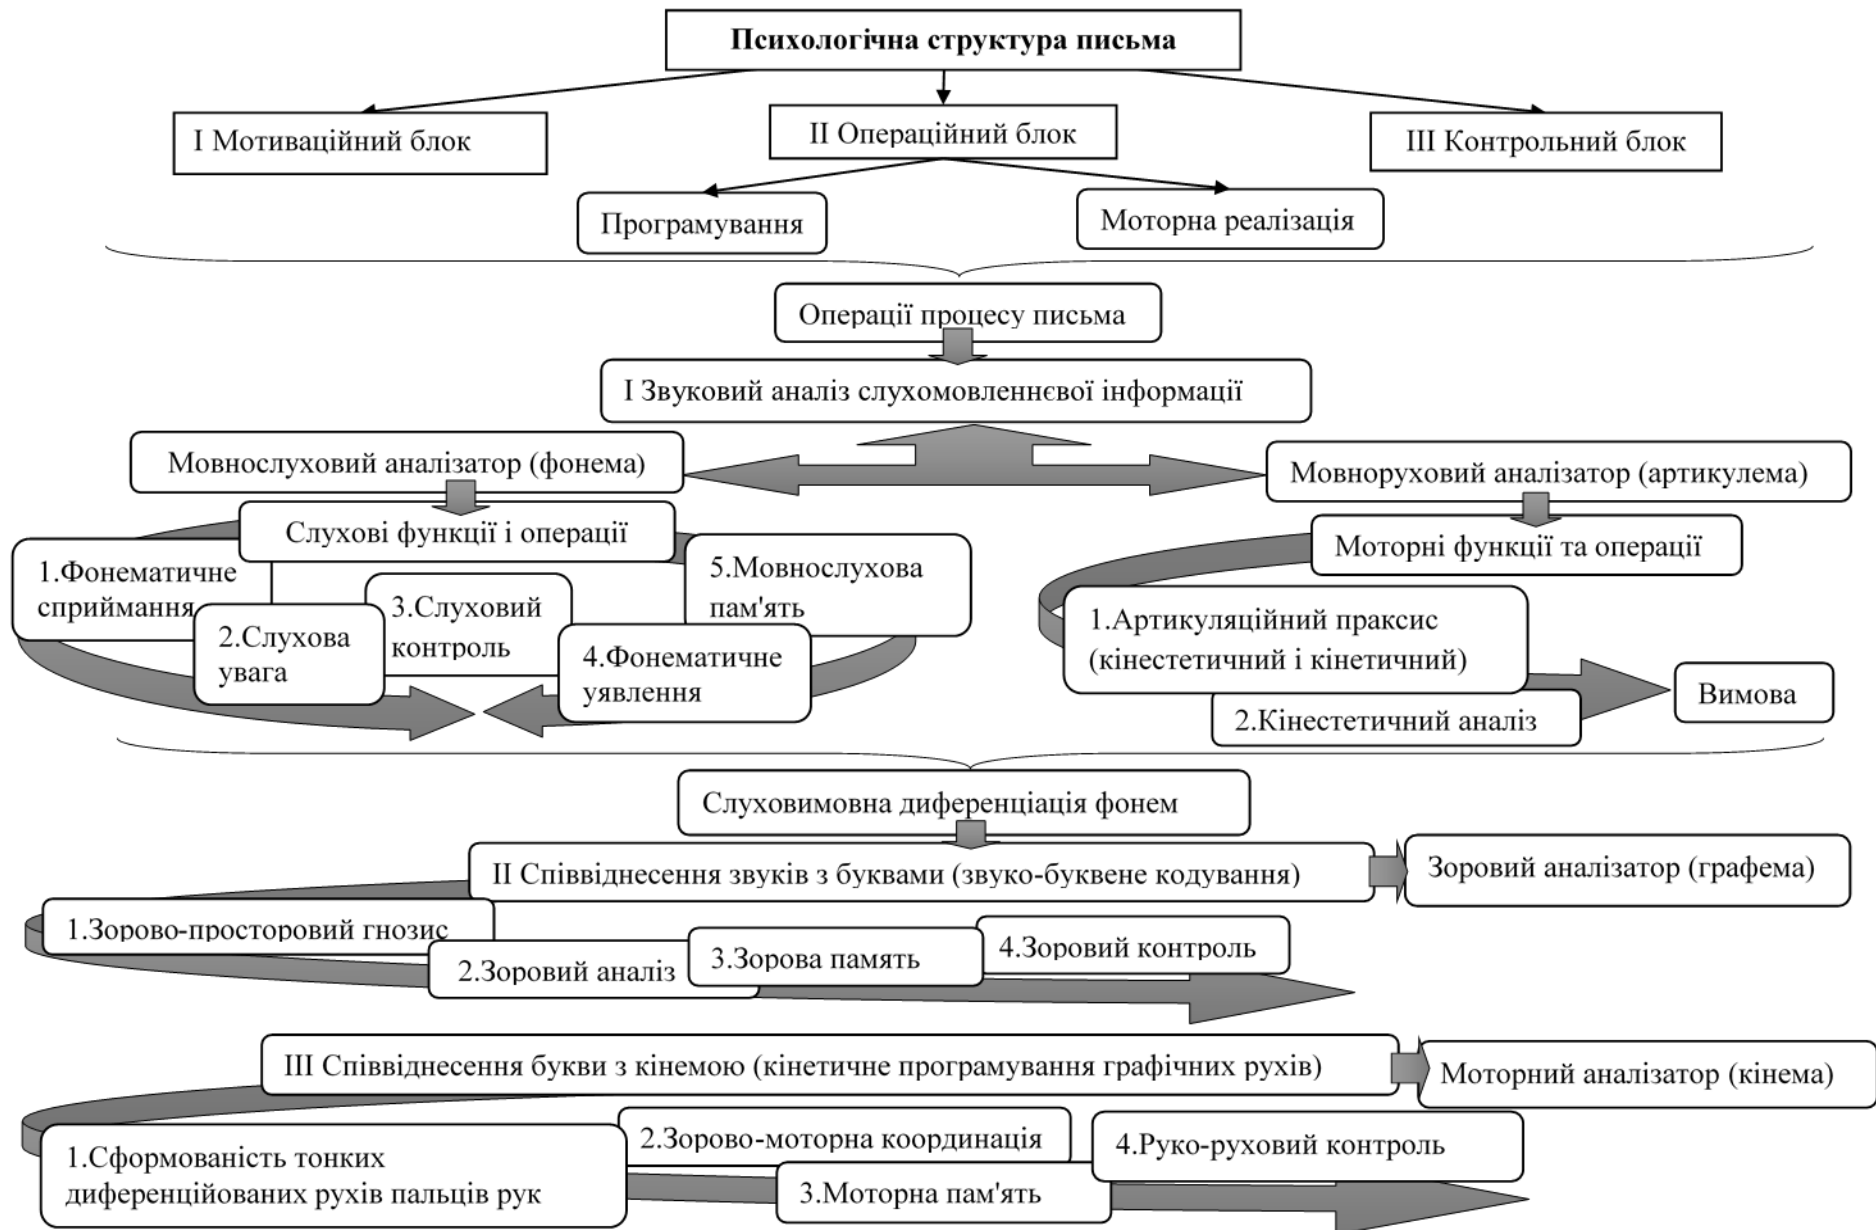 Психологічна структура письма
I Мотиваційний блок
II Операційний блок
III Контрольний блок
Програмування
Моторна реалізація
Операції процесу письма
I Звуковий аналіз слухомовленнєвої інформації
Мовнослуховий аналізатор (фонема)
Мовноруховий аналізатор (артикулема)
Слухові функції і операції
Моторні функції та операції
1.Фонематичне
сприймання
2.Слухова
увага
3.Слуховий
контроль
4.Фонематичне
уявлення
5.Мовнослухова
пам'ять
1.Артикуляційний праксис
(кінестетичний і кінетичний)
2.Кінестетичний аналіз
Вимова
Слуховимовна диференціація фонем
II Співвіднесення звуків з буквами (звуко-буквене кодування)
Зоровий аналізатор (графема)
1.Зорово-просторовий гнозис
2.Зоровий аналіз
3.Зорова память
4.Зоровий контроль
III Співвіднесення букви з кінемою (кінетичне програмування графічних рухів)
Моторний аналізатор (кінема)
1.Сформованість тонких
диференційованих рухів пальців рук
2.Зорово-моторна координація
3.Моторна пам'ять
4.Руко-руховий контроль